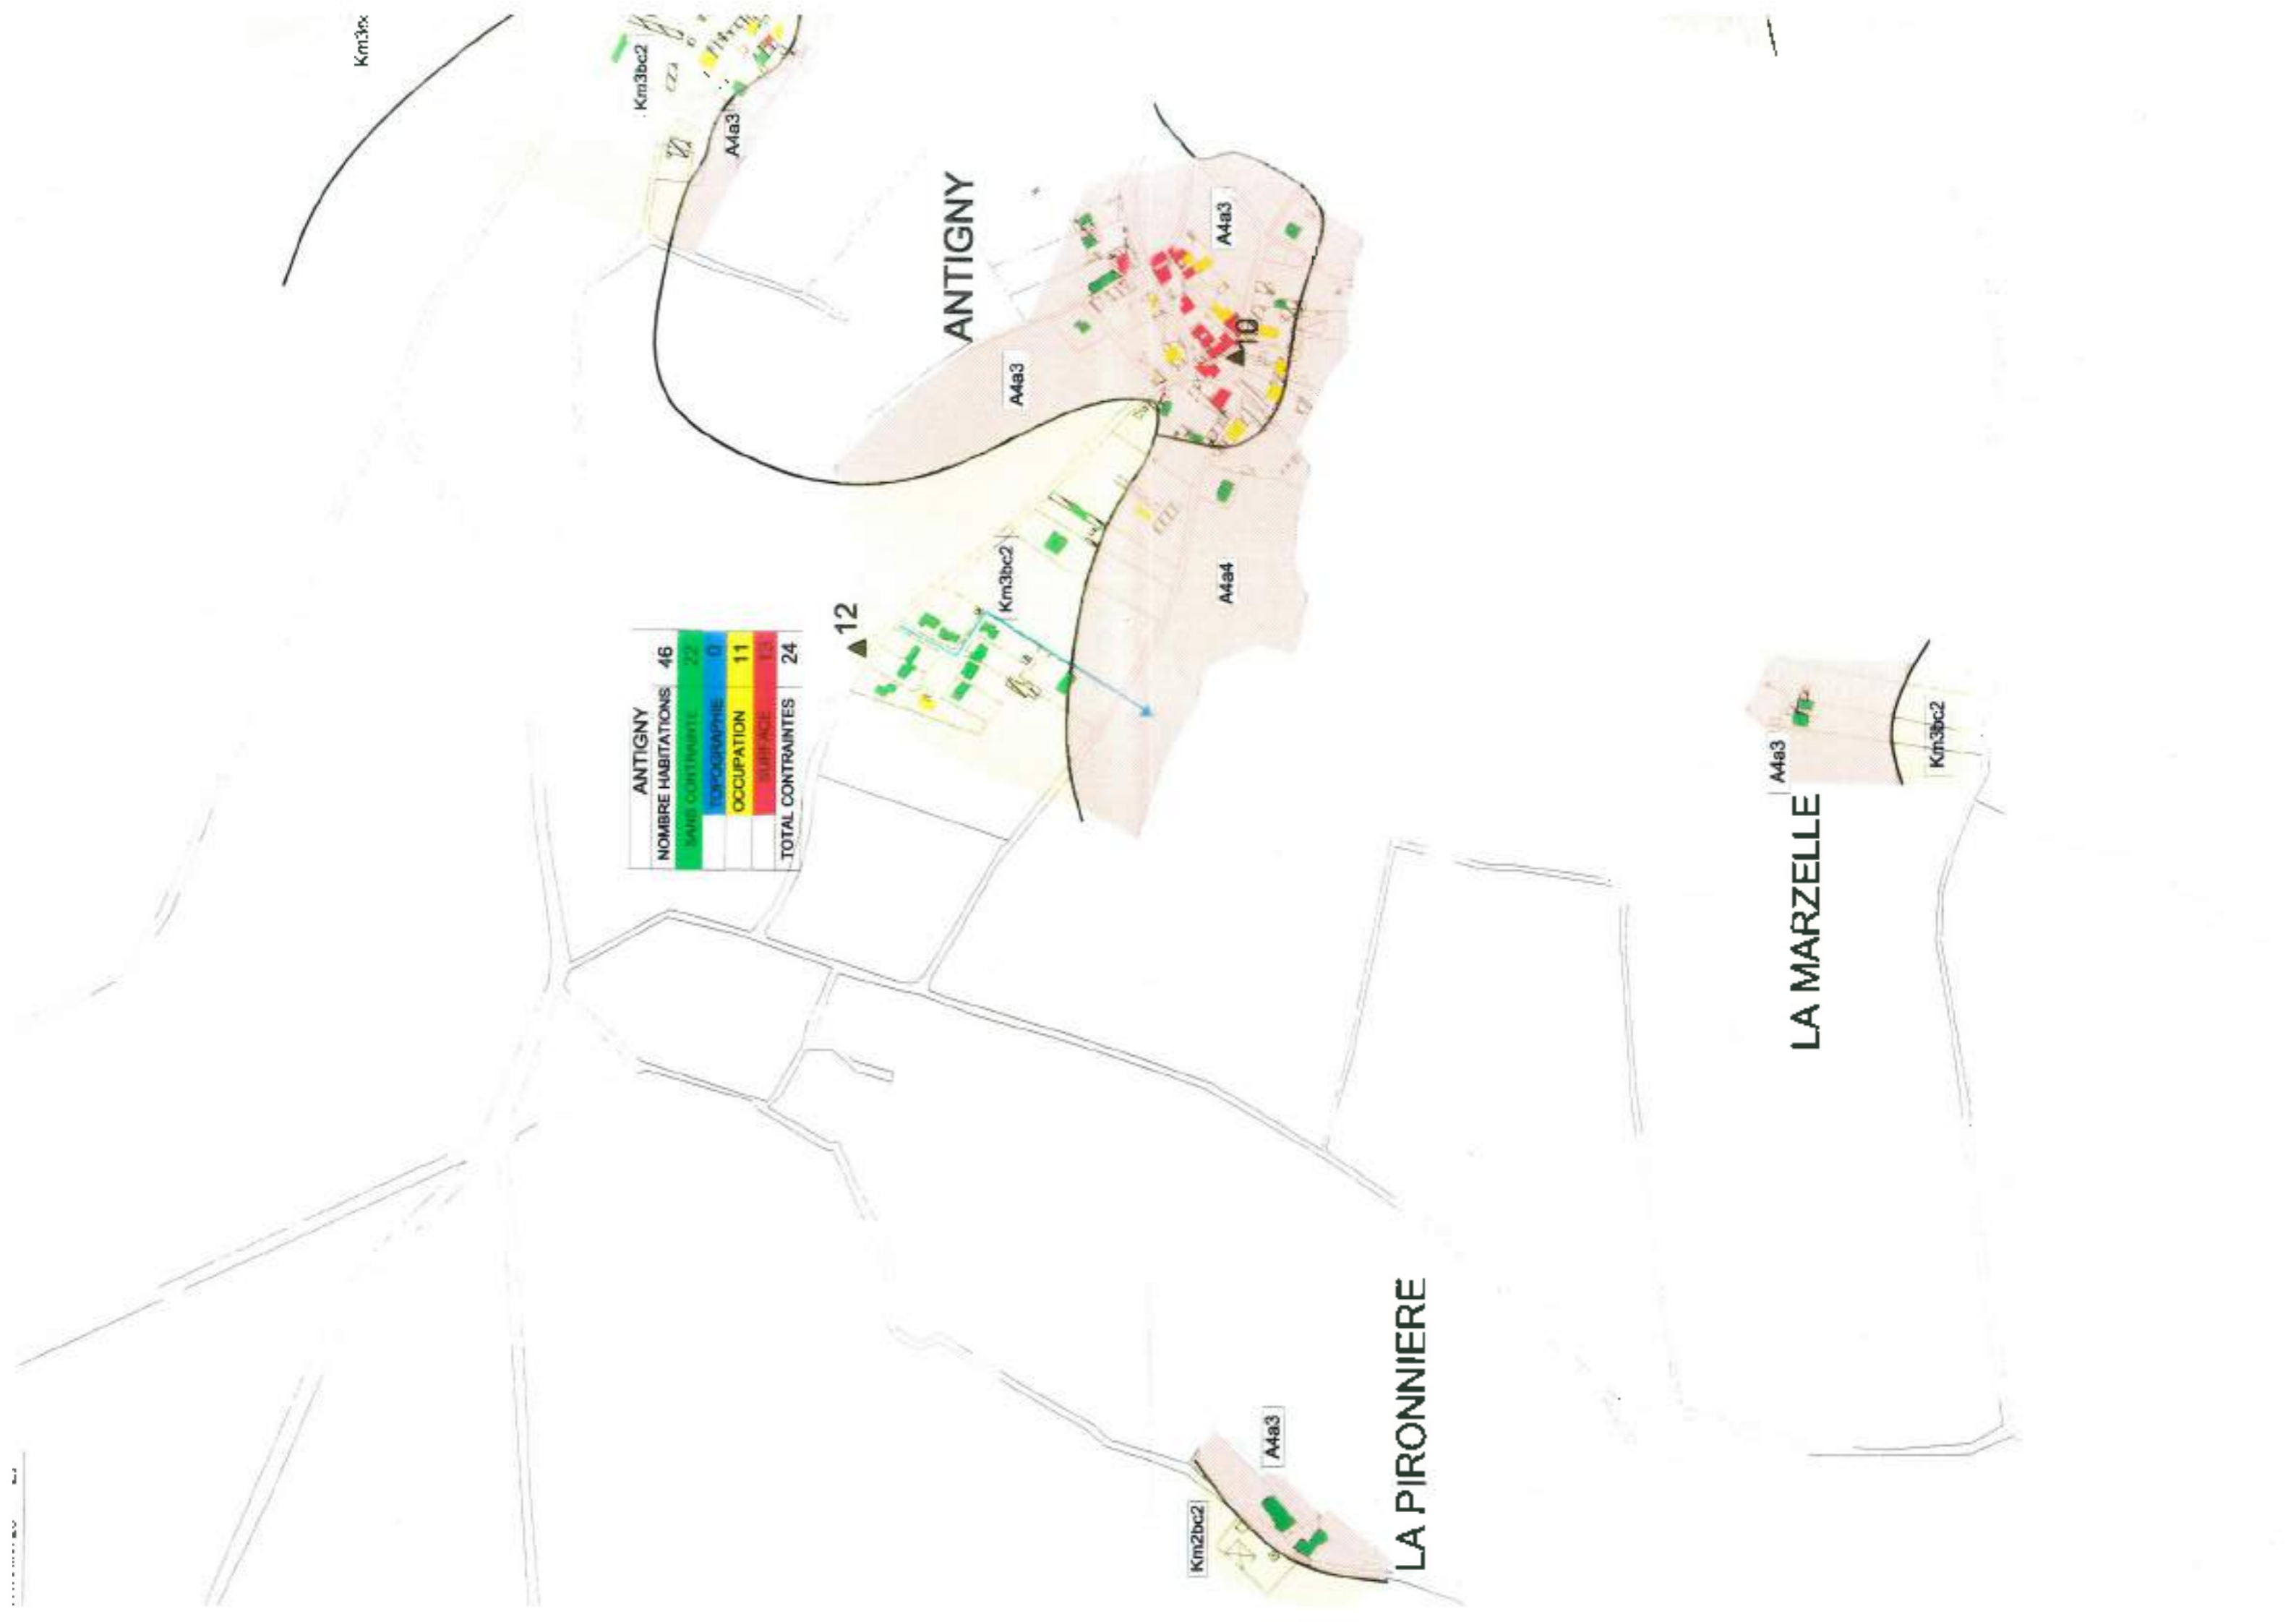 Km3bc2
A4a3
ANTIGNY
A4a3
A4a3
10
A4a4
Km3bc2
12
ANTIGNY
NOMBRE HABITATIONS 46
SANS CONTRAINTE 22
TOPOGRAPHIE 0
OCCUPATION 11
SURFACE 13
TOTAL CONTRAINTES 24
A4a3
Km3bc2
LA MARZELLE
A4a3
Km2bc2
LA PIRONNIERE